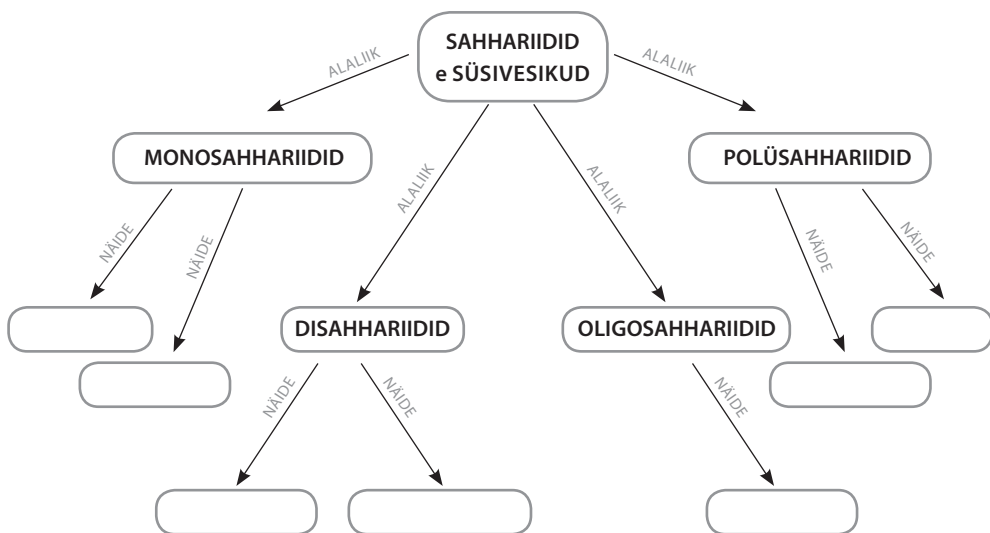 SAHHARIIDID
e SÜSIVESIKUD
ALALIIK
ALALIIK
MONOSAHHARIIDID
POLÜSAHHARIIDID
ALALIIK
ALALIIK
NÄIDE
NÄIDE
NÄIDE
NÄIDE
DISAHHARIIDID
OLIGOSAHHARIIDID
NÄIDE
NÄIDE
NÄIDE